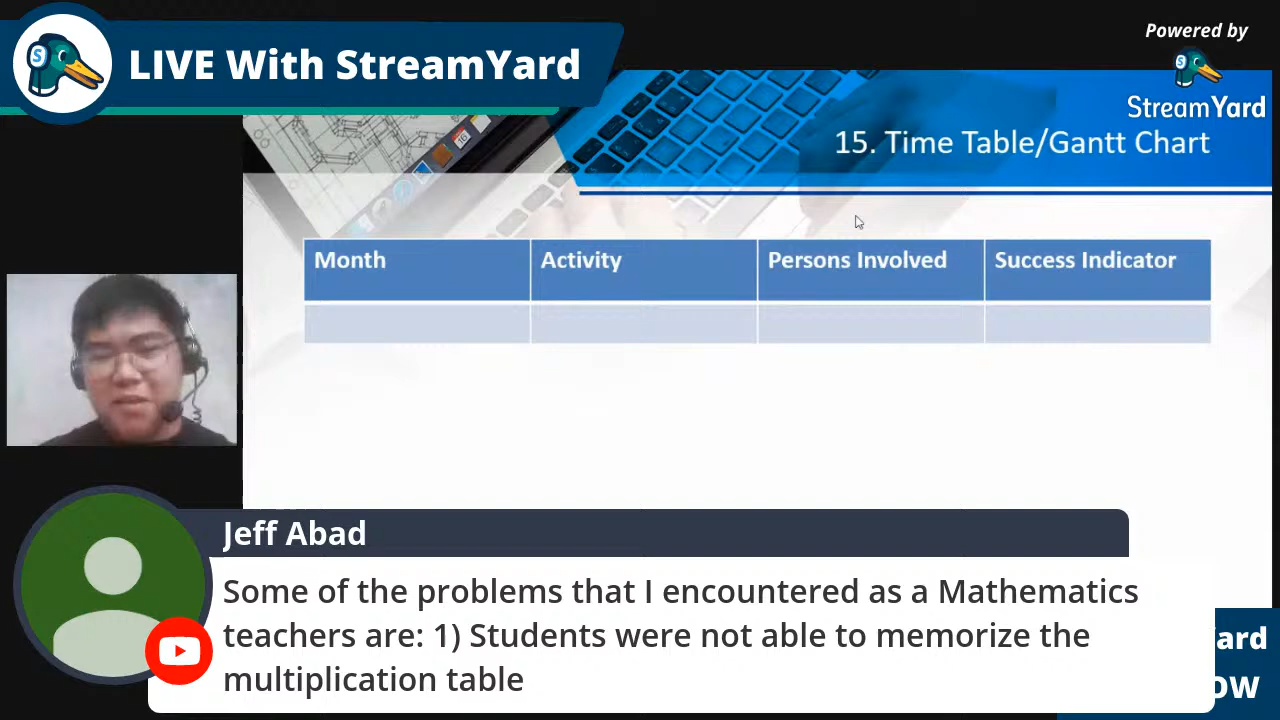 LIVE With StreamYard
Powered by
StreamYard
15. Time Table/Gantt Chart
Month
Activity
Persons Involved
Success Indicator
Jeff Abad
Some of the problems that I encountered as a Mathematics
teachers are: 1) Students were not able to memorize the
multiplication table